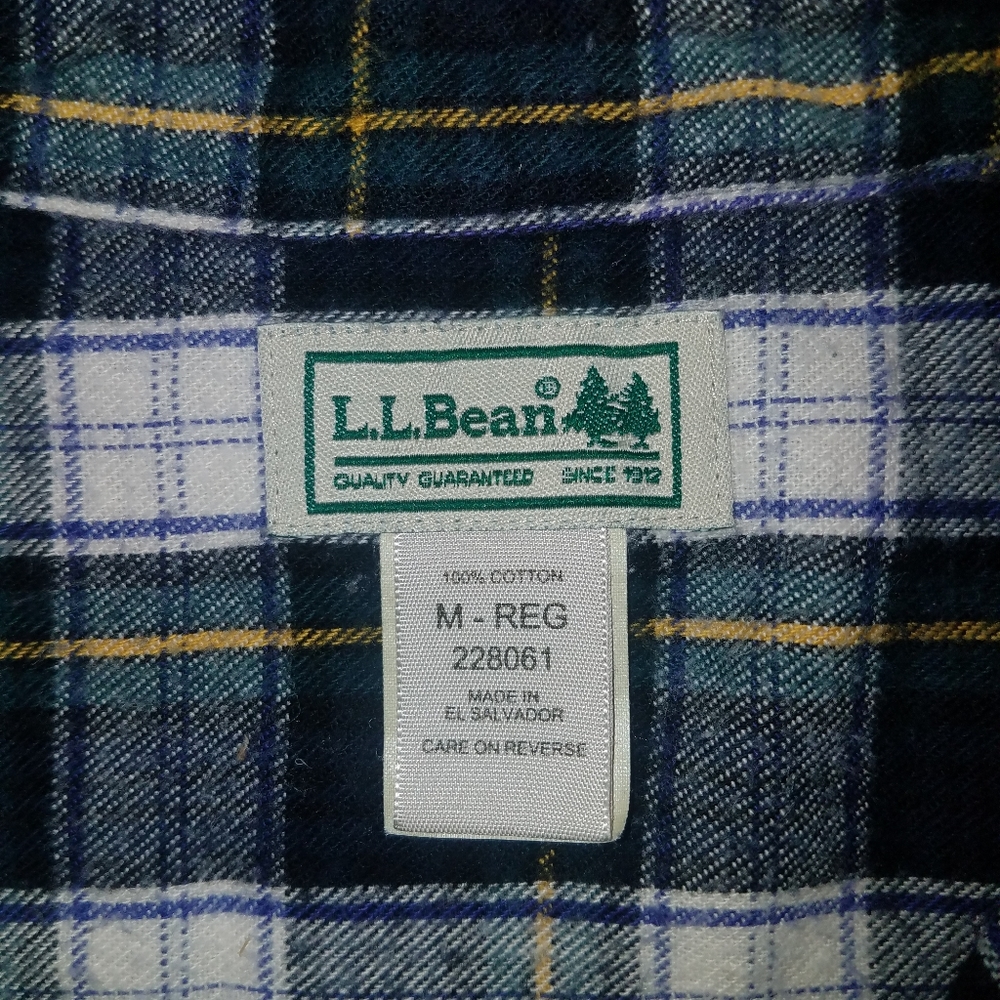 L.L.Bean®
QUALITY GUARANTEED SINCE 1912
100% COTTON
M - REG
228061
MADE IN
EL SALVADOR
CARE ON REVERSE